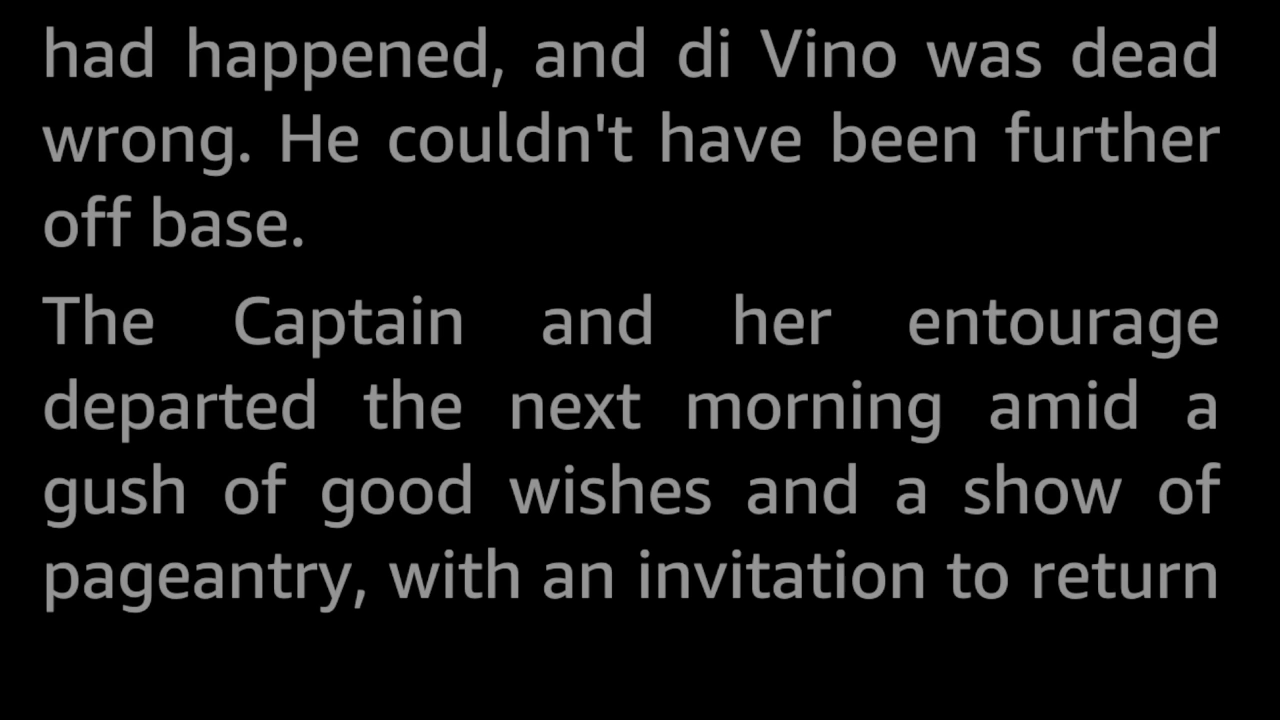 had happened, and di Vino was dead
wrong. He couldn't have been further
off base.
The Captain and her entourage
departed the next morning amid a
gush of good wishes and a show of
pageantry, with an invitation to return